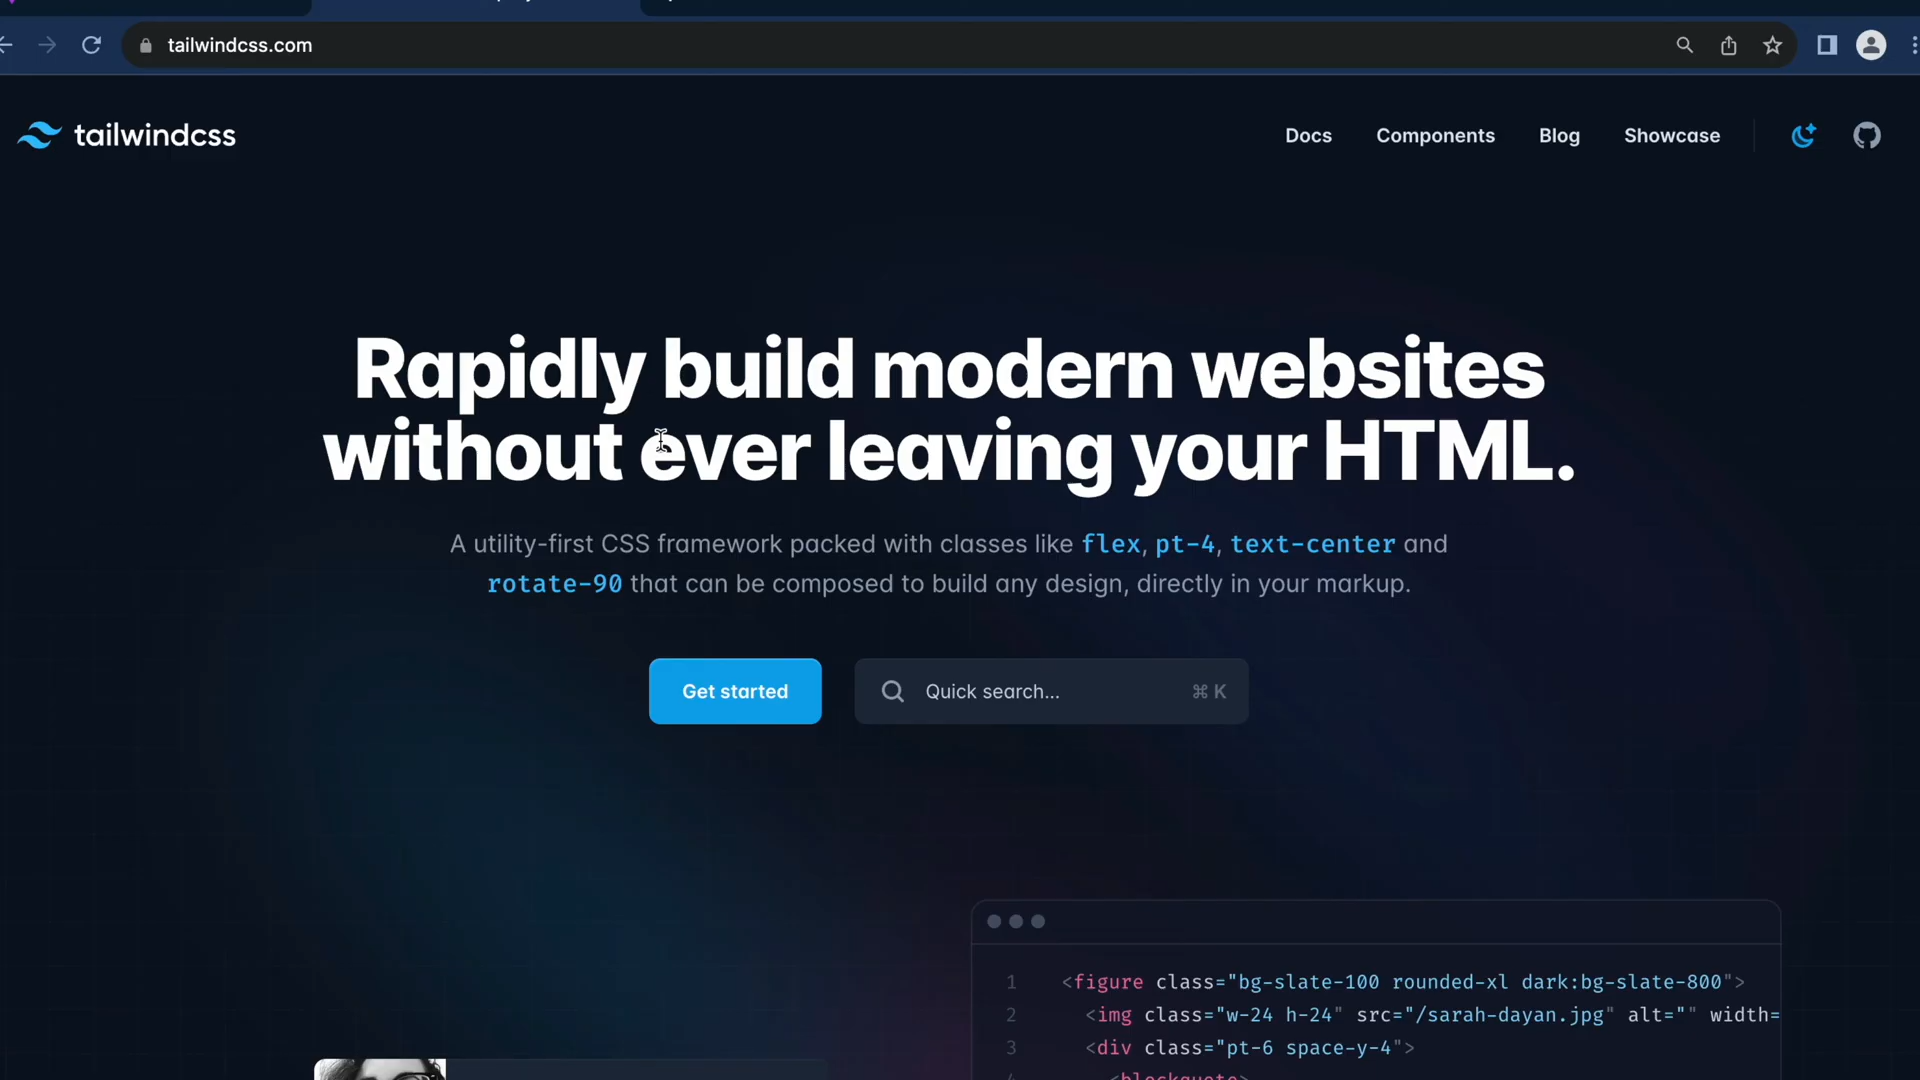 tailwindcss.com
tailwindcss
Docs Components Blog Showcase
Rapidly build modern websites
without ever leaving your HTML.
A utility-first CSS framework packed with classes like flex, pt-4, text-center and
rotate-90 that can be composed to build any design, directly in your markup.
Get started
Quick search... ⌘ K
1 <figure class="bg-slate-100 rounded-xl dark:bg-slate-800">
2 <img class="w-24 h-24" src="/sarah-dayan.jpg" alt="" width=
3 <div class="pt-6 space-y-4">
4 <blockquote>